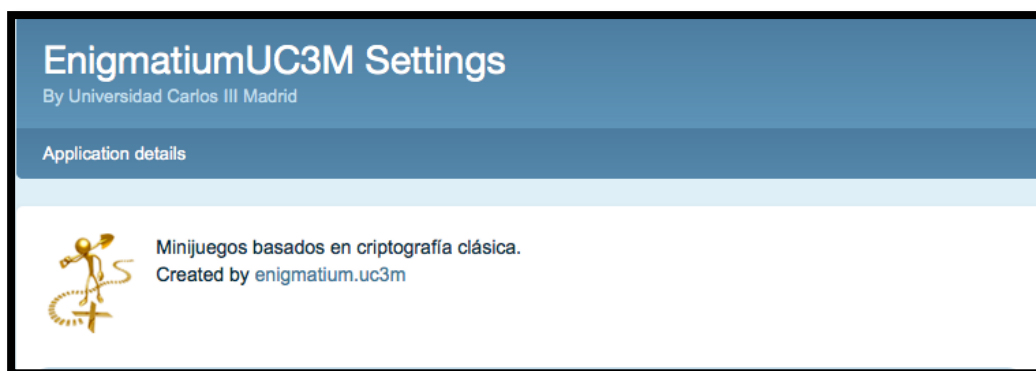 EnigmatiumUC3M Settings
By Universidad Carlos III Madrid
Application details
Minijuegos basados en criptografía clásica.
Created by enigmatium.uc3m